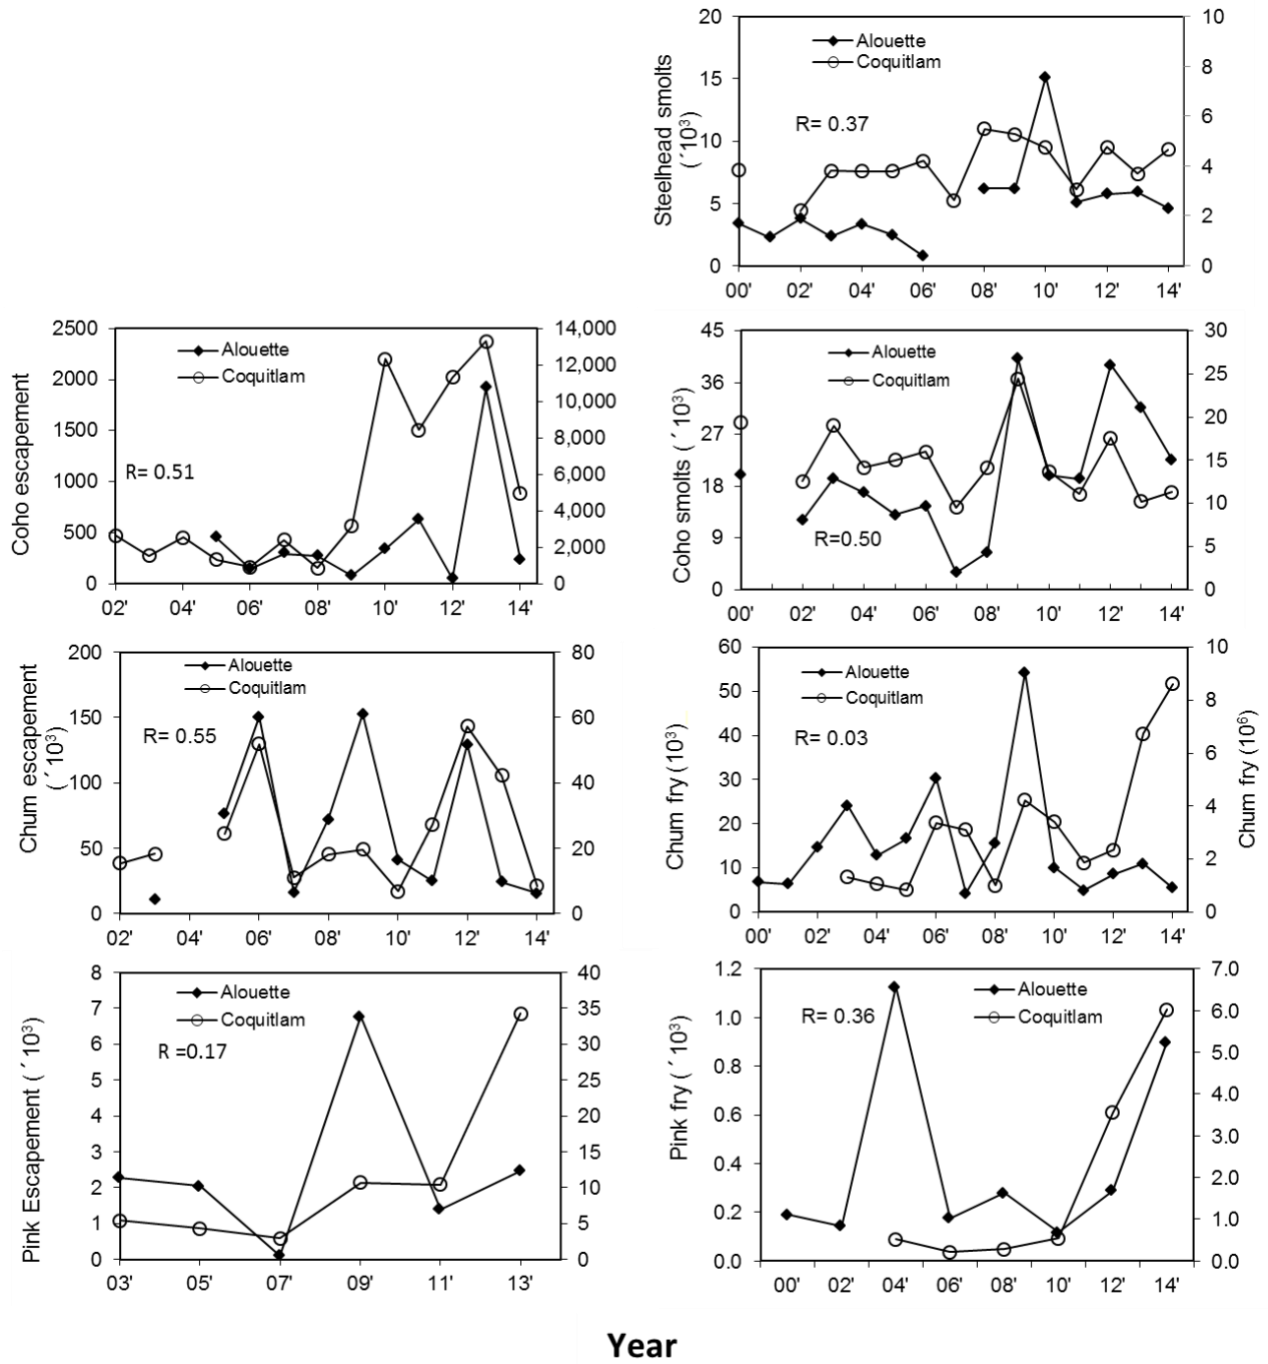 Steelhead smolts
(´10³)
20
15
10
5
0
10
8
6
4
2
0
Alouette
Coquitlam
R= 0.37
00' 02' 04' 06' 08' 10' 12' 14'
Coho escapement
2500
2000
1500
1000
500
0
14,000
12,000
10,000
8,000
6,000
4,000
2,000
0
Alouette
Coquitlam
R= 0.51
02' 04' 06' 08' 10' 12' 14'
Coho smolts (´ 10³)
45
36
27
18
9
0
30
25
20
15
10
5
0
Alouette
Coquitlam
R=0.50
00' 02' 04' 06' 08' 10' 12' 14'
Chum escapement
(´10³)
200
150
100
50
0
80
60
40
20
0
Alouette
Coquitlam
R= 0.55
02' 04' 06' 08' 10' 12' 14'
Chum fry (10³)
60
50
40
30
20
10
0
10
8
6
4
2
0
Chum fry (10⁶)
Alouette
Coquitlam
R= 0.03
00' 02' 04' 06' 08' 10' 12' 14'
Pink Escapement (´10³)
8
7
6
5
4
3
2
1
0
40
35
30
25
20
15
10
5
0
Alouette
Coquitlam
R =0.17
03' 05' 07' 09' 11' 13'
Pink fry (´10³)
1.2
1.0
0.8
0.6
0.4
0.2
0.0
7.0
6.0
5.0
4.0
3.0
2.0
1.0
0.0
Alouette
Coquitlam
R= 0.36
00' 02' 04' 06' 08' 10' 12' 14'
Year